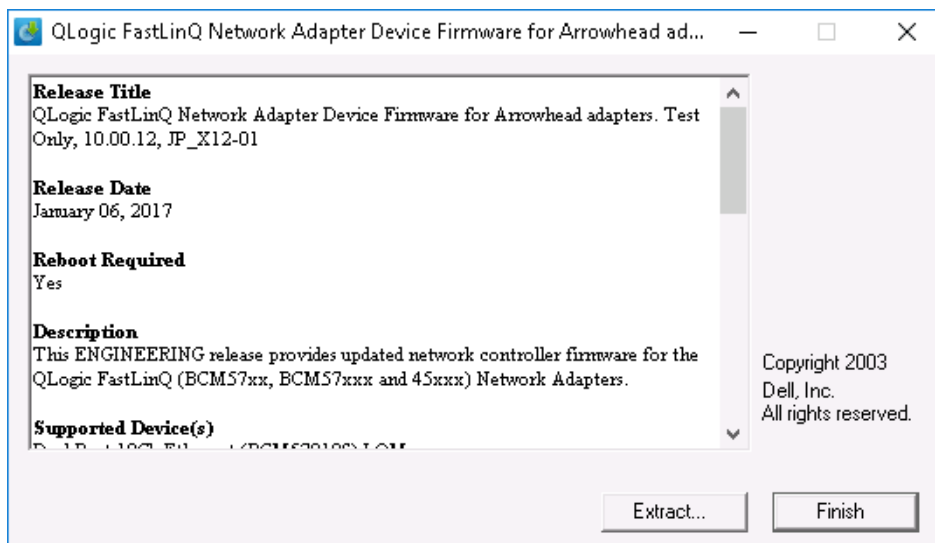 QLogic FastLinQ Network Adapter Device Firmware for Arrowhead ad...
Release Title
QLogic FastLinQ Network Adapter Device Firmware for Arrowhead adapters. Test
Only, 10.00.12, JP_X12-01
Release Date
January 06, 2017
Reboot Required
Yes
Description
This ENGINEERING release provides updated network controller firmware for the
QLogic FastLinQ (BCM57xx, BCM57xxx and 45xxx) Network Adapters.
Supported Device(s)
Copyright 2003
Dell, Inc.
All rights reserved.
Extract...
Finish